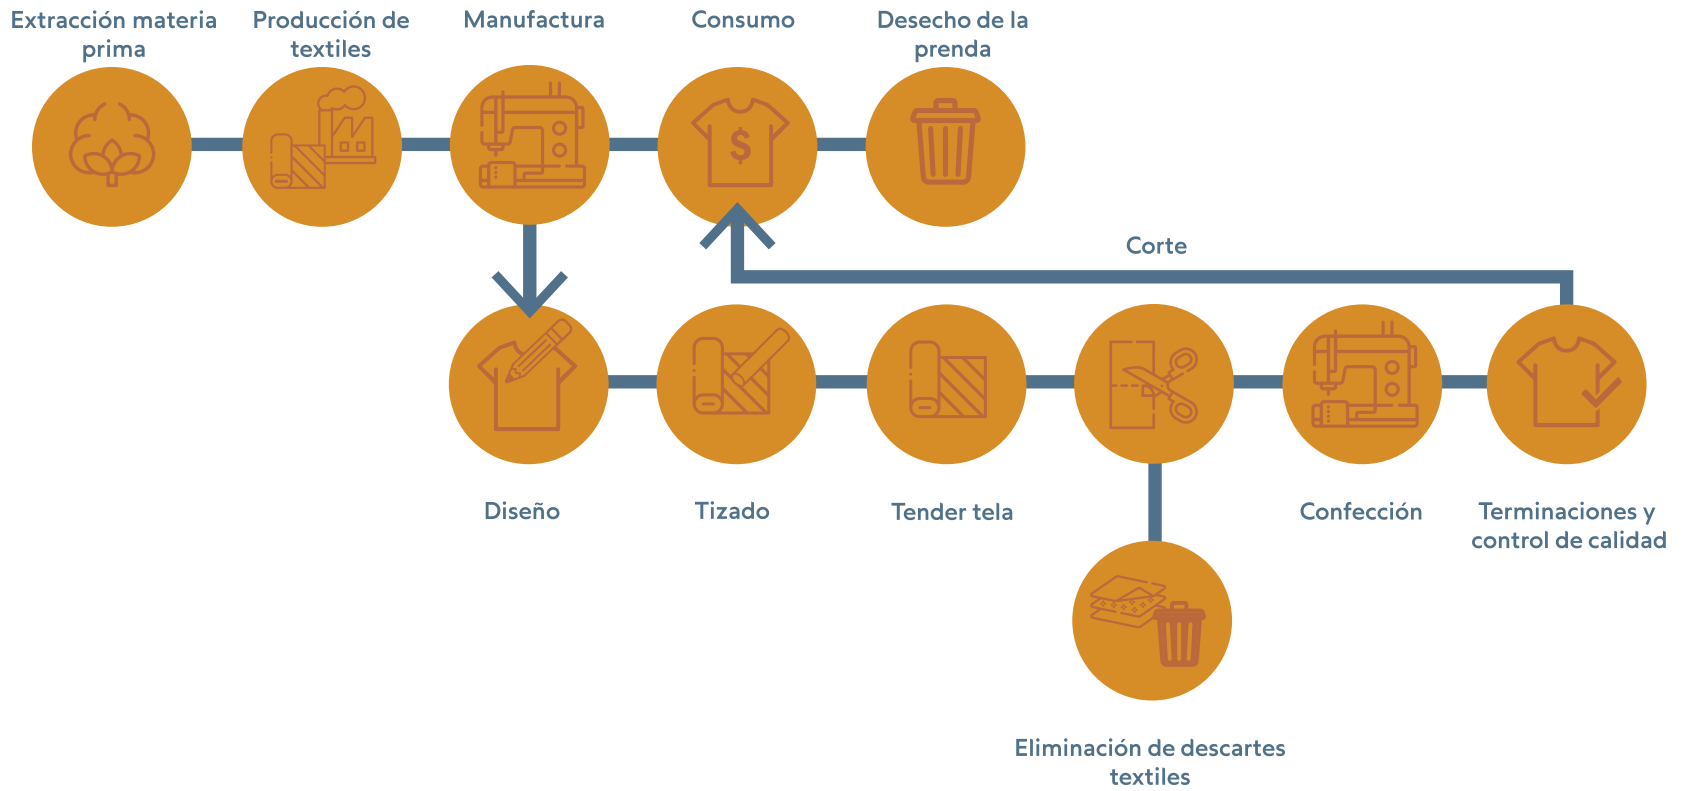 Extracción materia
prima
Producción de
textiles
Manufactura
Consumo
Desecho de la
prenda
$
Corte
Diseño
Tizado
Tender tela
Confección
Terminaciones y
control de calidad
Eliminación de descartes
textiles